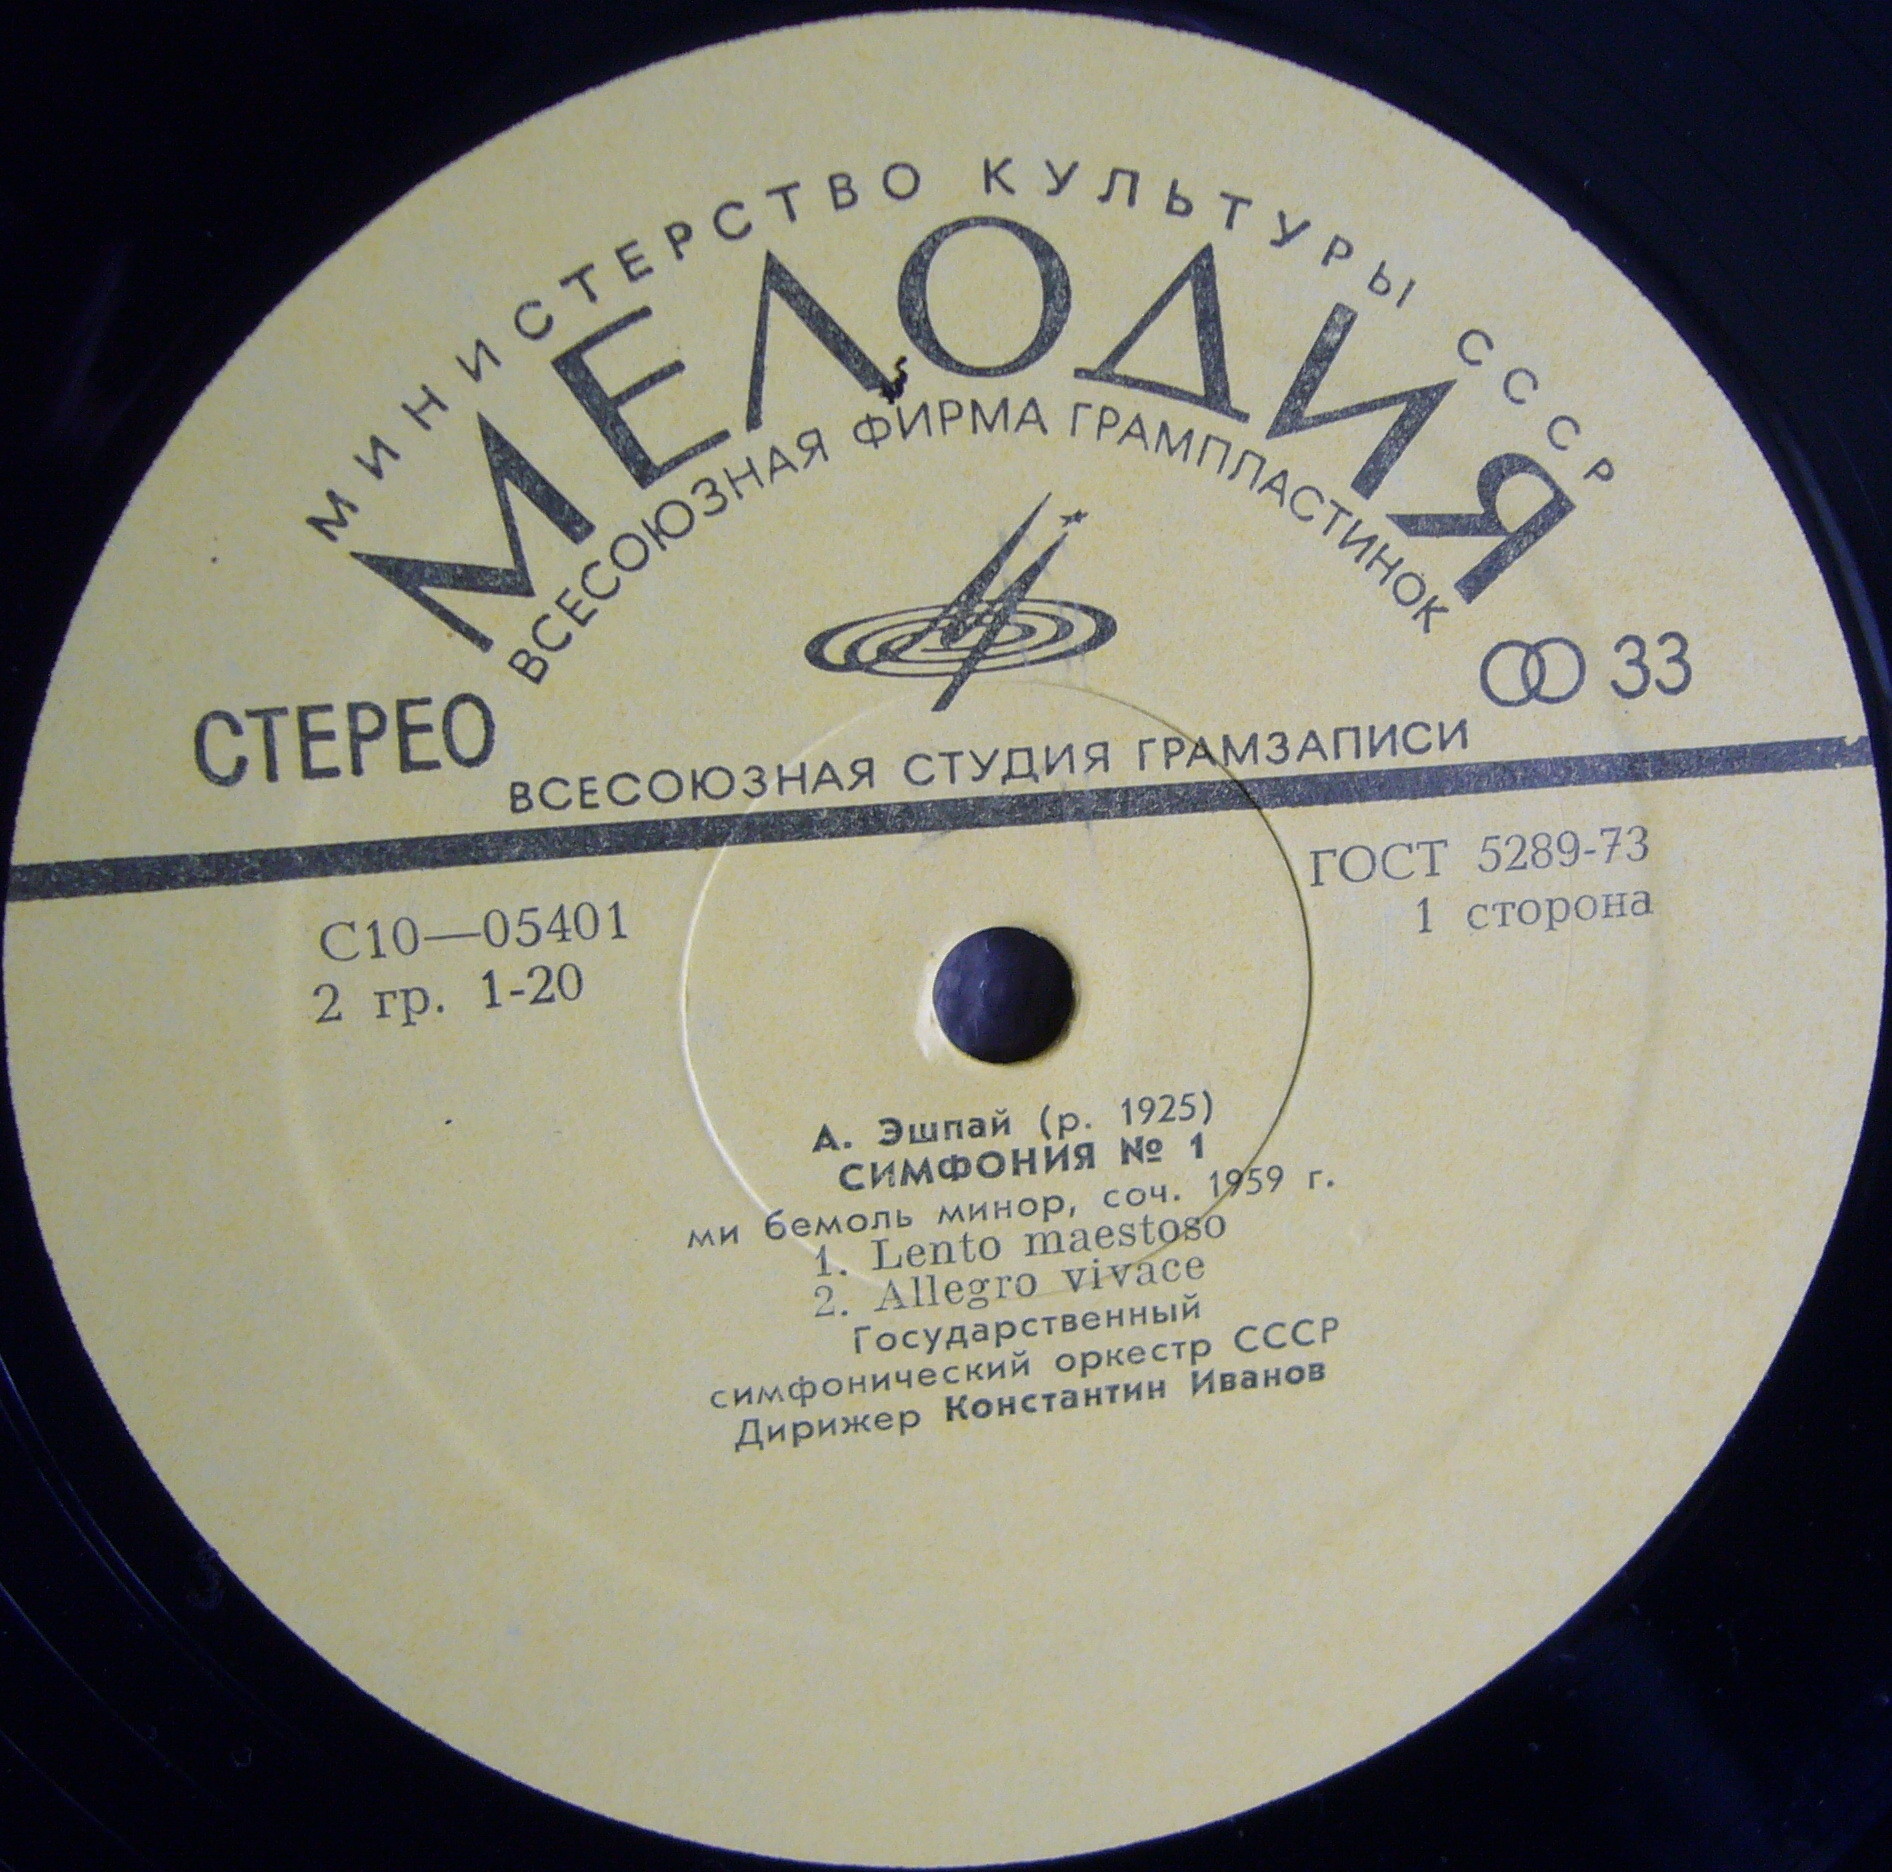 МИНИСТЕРСТВО КУЛЬТУРЫ СССР
МЕЛОДИЯ
ВСЕСОЮЗНАЯ ФИРМА ГРАМПЛАСТИНОК
СТЕРЕО
33
ВСЕСОЮЗНАЯ СТУДИЯ ГРАМЗАПИСИ
С10—05401
2 гр. 1-20
ГОСТ 5289-73
1 сторона
А. Эшпай (р. 1925)
СИМФОНИЯ № 1
ми бемоль минор, соч. 1959 г.
1. Lento maestoso
2. Allegro vivace
Государственный
симфонический оркестр СССР
Дирижер Константин Иванов